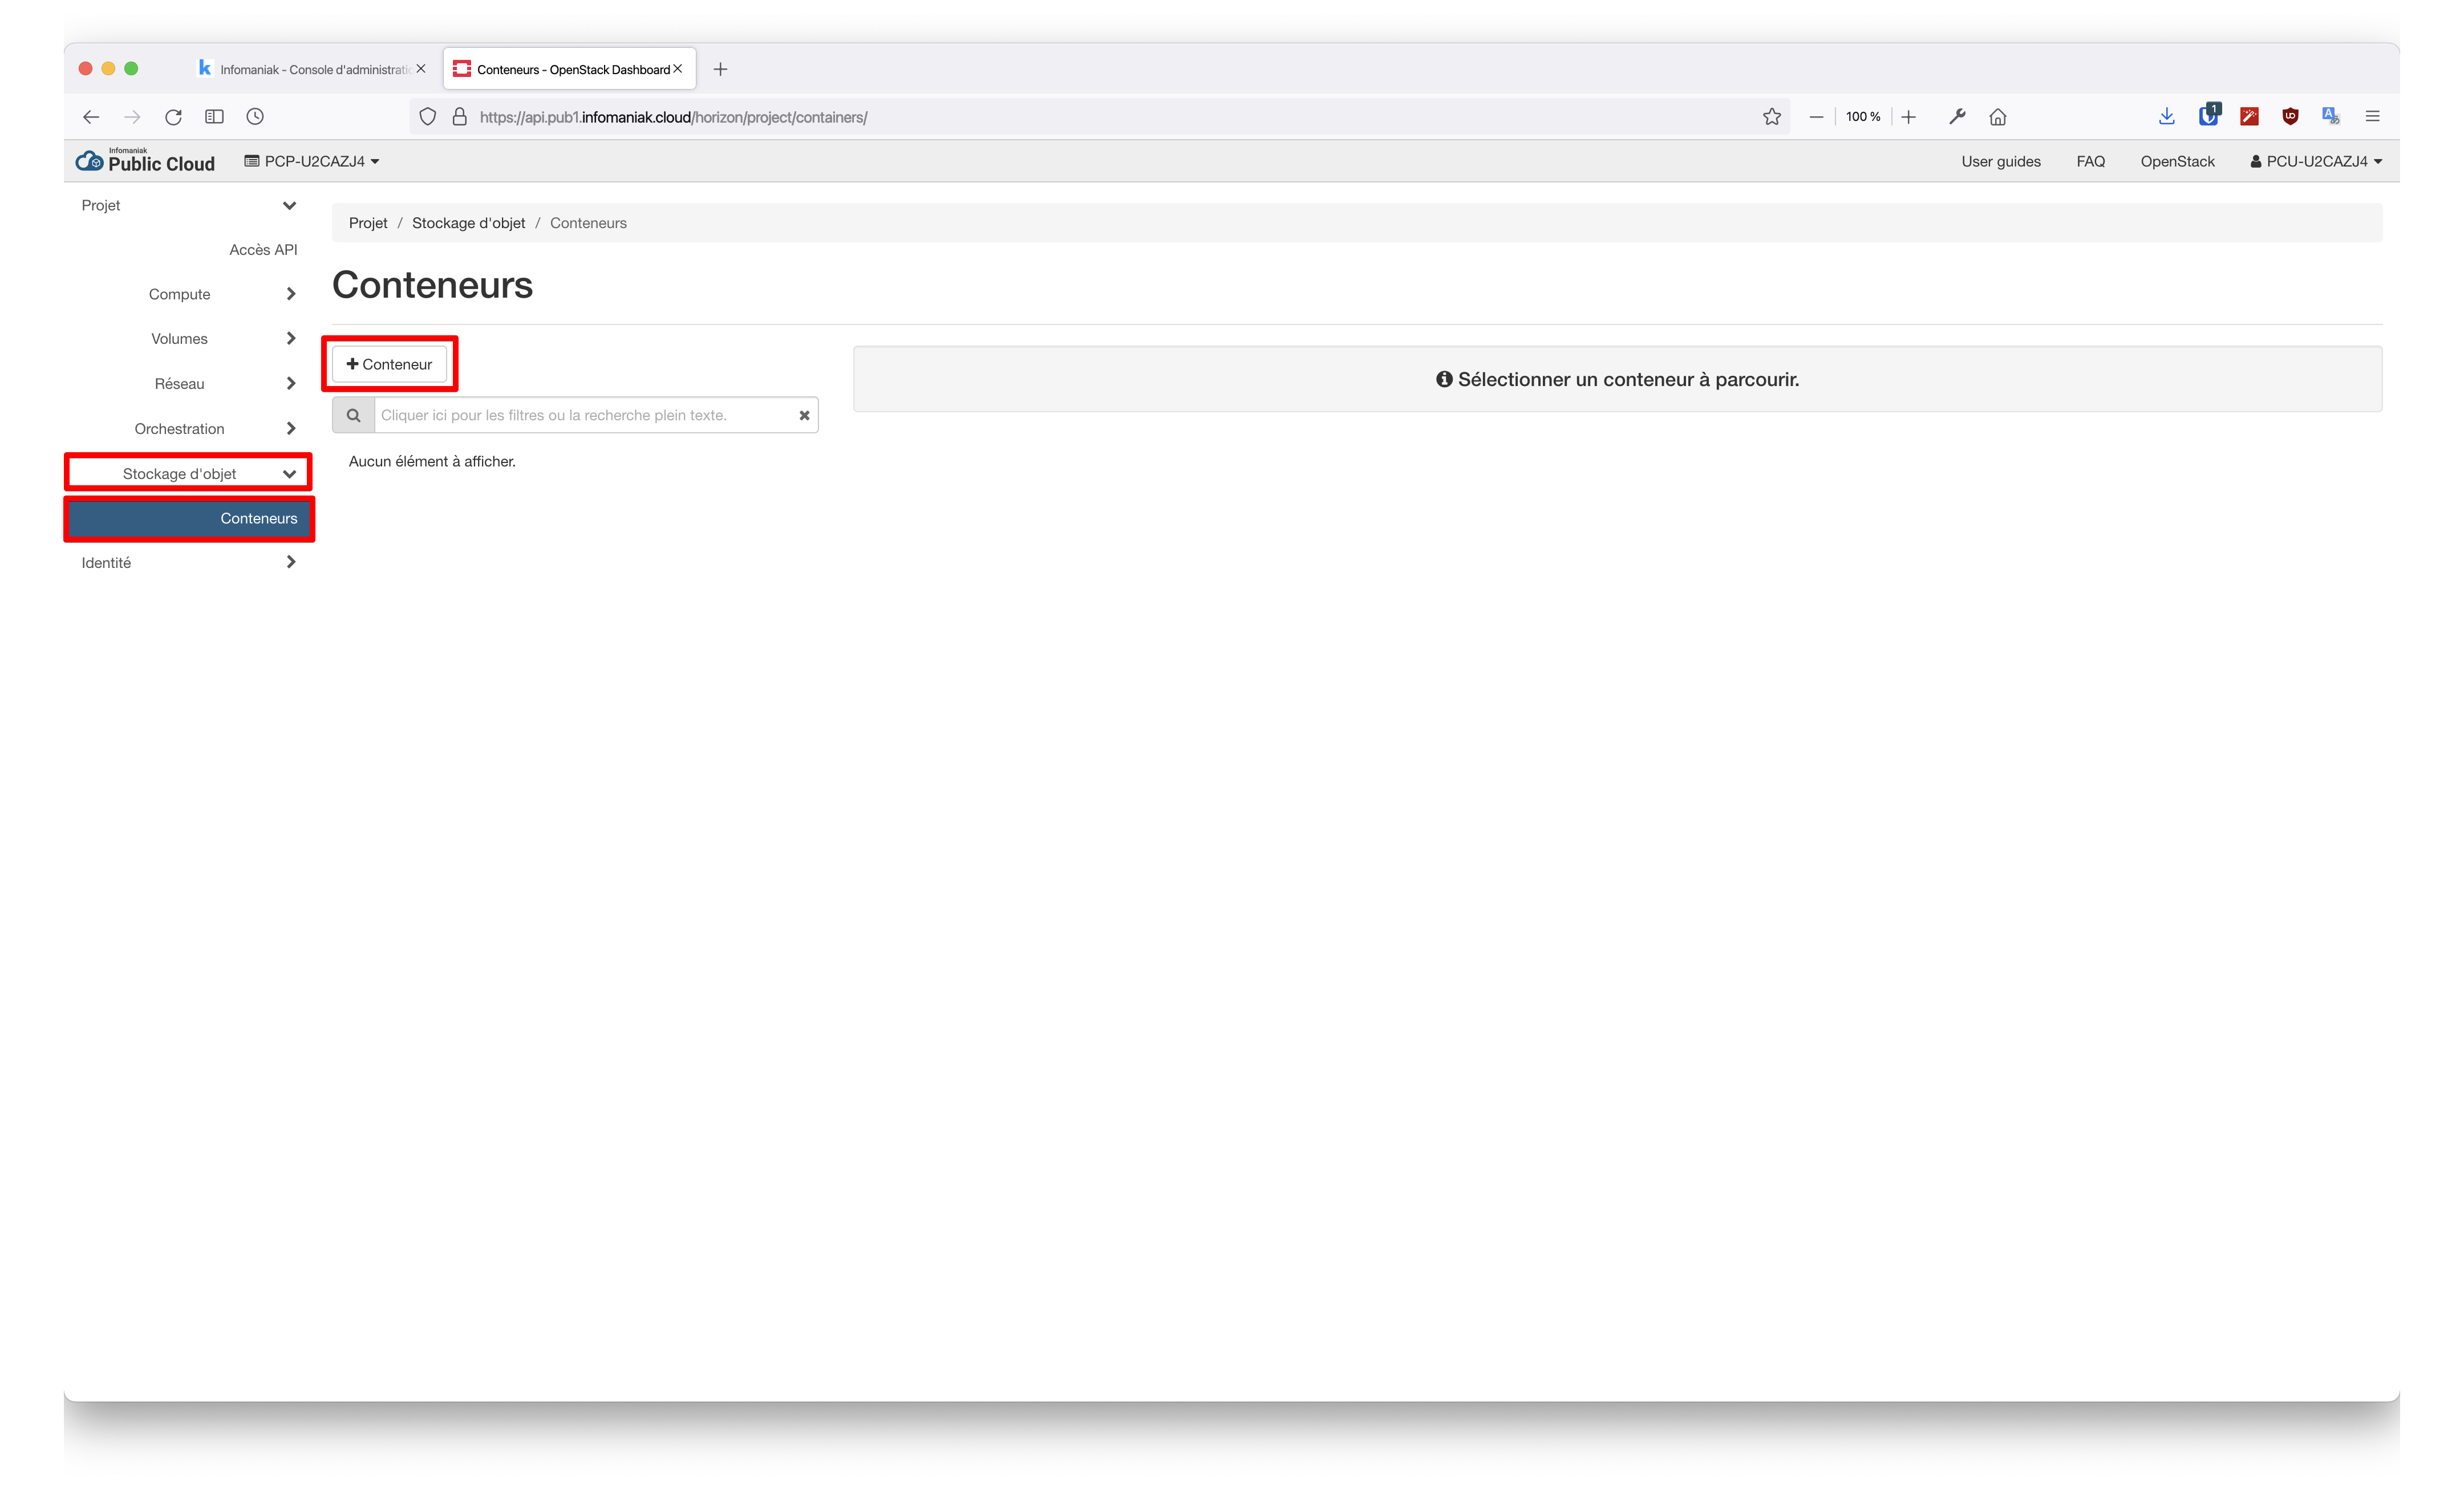 Infomaniak - Console d'administratic
Conteneurs - OpenStack Dashboard
https://api.pub1.infomaniak.cloud/horizon/project/containers/
100 %
1
Infomaniak
Public Cloud
PCP-U2CAZJ4
User guides
FAQ
OpenStack
PCU-U2CAZJ4
Projet
Accès API
Compute
Volumes
Réseau
Orchestration
Stockage d'objet
Conteneurs
Identité
Projet / Stockage d'objet / Conteneurs
Conteneurs
+ Conteneur
Cliquer ici pour les filtres ou la recherche plein texte.
Aucun élément à afficher.
Sélectionner un conteneur à parcourir.